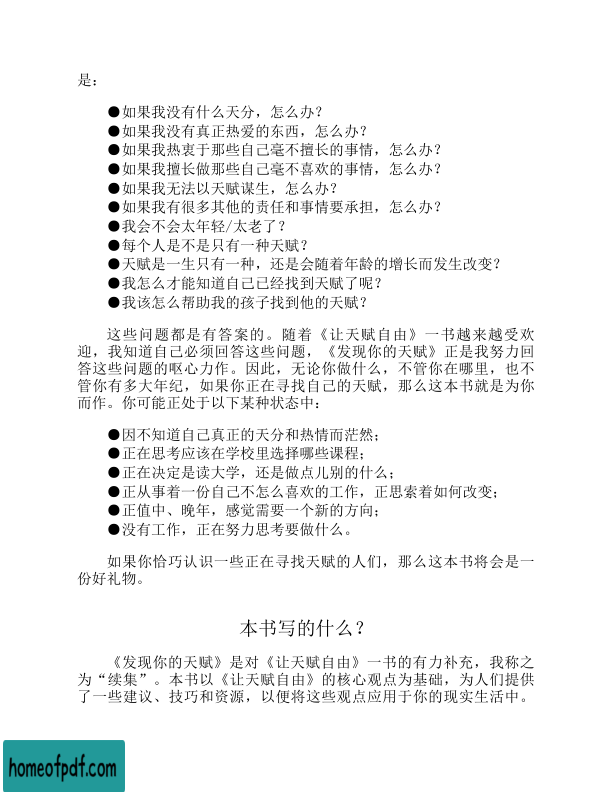 是：
●如果我没有什么天分，怎么办？
●如果我没有真正热爱的东西，怎么办？
●如果我热衷于那些自己毫不擅长的事情，怎么办？
●如果我擅长做那些自己毫不喜欢的事情，怎么办？
●如果我无法以天赋谋生，怎么办？
●如果我有很多其他的责任和事情要承担，怎么办？
●我会不会太年轻/太老了？
●每个人是不是只有一种天赋？
●天赋是一生只有一种，还是会随着年龄的增长而发生改变？
●我怎么才能知道自己已经找到天赋了呢？
●我该怎么帮助我的孩子找到他的天赋？
这些问题都是有答案的。随着《让天赋自由》一书越来越受欢
迎，我知道自己必须回答这些问题，《发现你的天赋》正是我努力回
答这些问题的呕心力作。因此，无论你做什么，不管你在哪里，也不
管你有多大年纪，如果你正在寻找自己的天赋，那么这本书就是为你
而作。你可能正处于以下某种状态中：
●因不知道自己真正的天分和热情而茫然；
●正在思考应该在学校里选择哪些课程；
●正在决定是读大学，还是做点儿别的什么；
●正从事着一份自己不怎么喜欢的工作，正思索着如何改变；
●正值中、晚年，感觉需要一个新的方向；
●没有工作，正在努力思考要做什么。
如果你恰巧认识一些正在寻找天赋的人们，那么这本书将会是一
份好礼物。
本书写的什么？
《发现你的天赋》是对《让天赋自由》一书的有力补充，我称之
为“续集”。本书以《让天赋自由》的核心观点为基础，为人们提供
了一些建议、技巧和资源，以便将这些观点应用于你的现实生活中。
homeofpdf.com